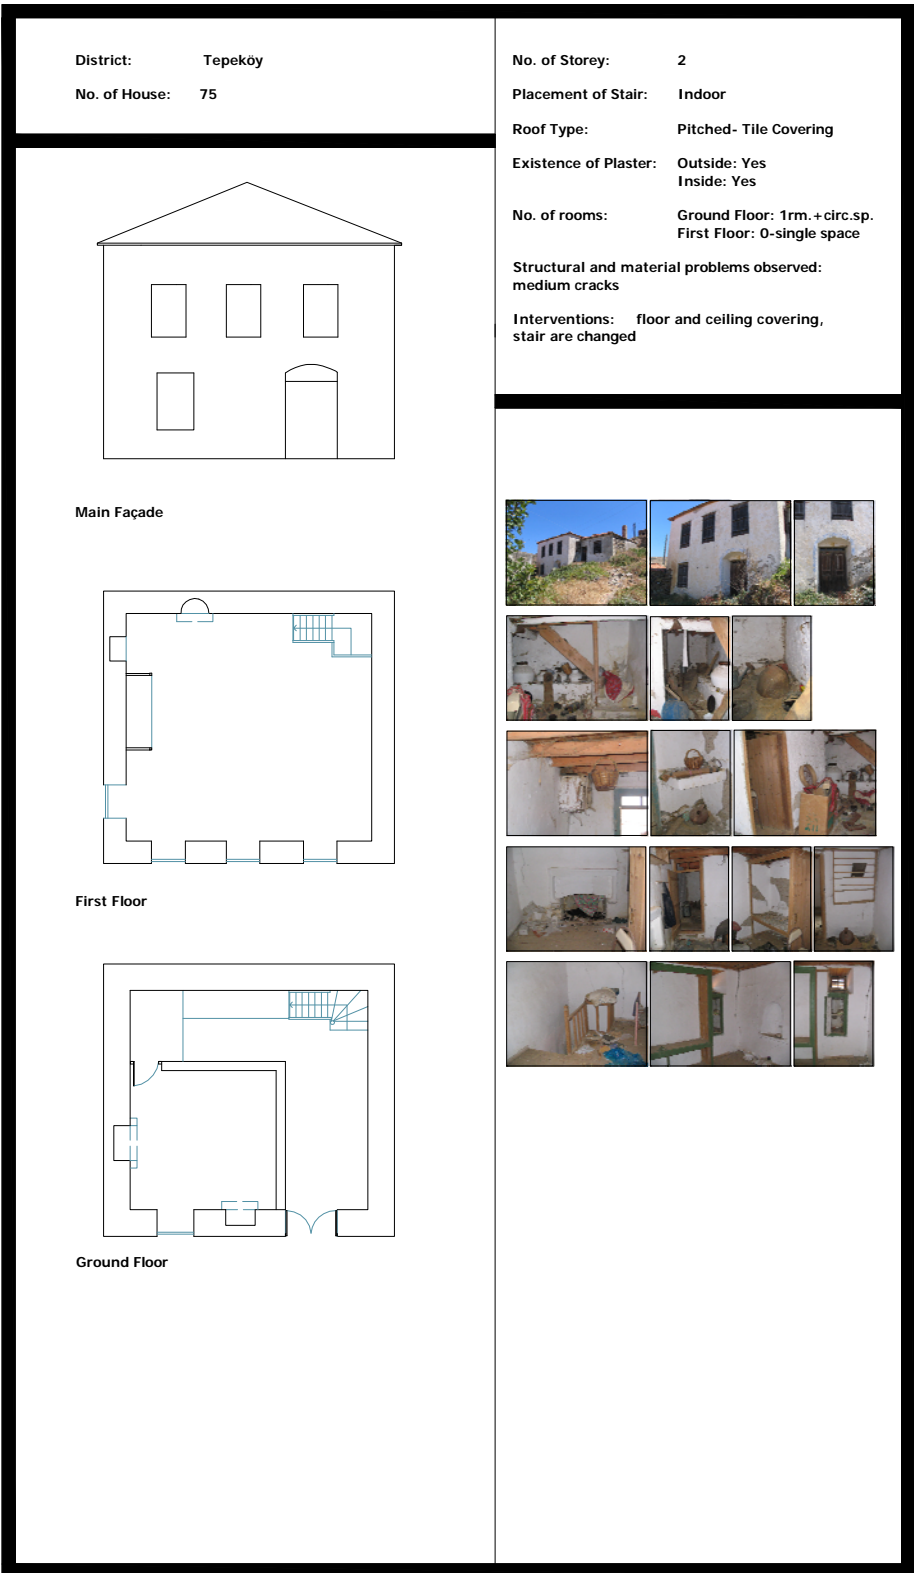 District: Tepeköy
No. of House: 75
No. of Storey: 2
Placement of Stair: Indoor
Roof Type: Pitched- Tile Covering
Existence of Plaster: Outside: Yes
Inside: Yes
No. of rooms: Ground Floor: 1rm.+circ.sp.
First Floor: 0-single space
Structural and material problems observed:
medium cracks
Interventions: floor and ceiling covering,
stair are changed
Main Façade
First Floor
Ground Floor